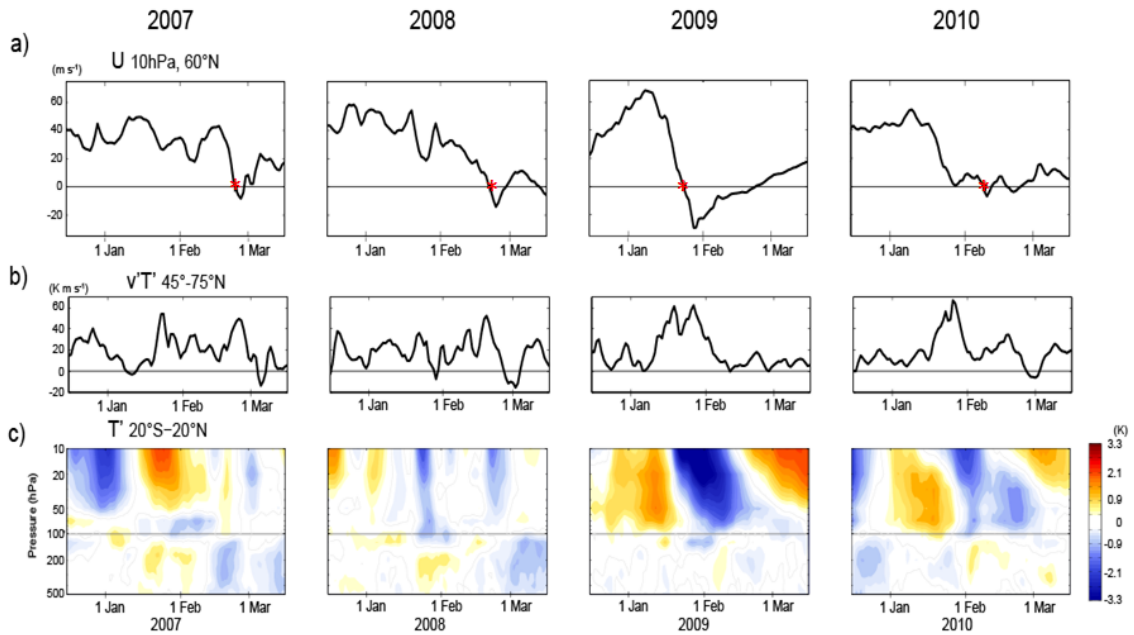 2007 2008 2009 2010
a)
U 10hPa, 60°N
(m s⁻¹)
60
40
20
0
-20
1 Jan 1 Feb 1 Mar 1 Jan 1 Feb 1 Mar 1 Jan 1 Feb 1 Mar 1 Jan 1 Feb 1 Mar
b)
v'T' 45°-75°N
(K m s⁻¹)
60
40
20
0
-20
1 Jan 1 Feb 1 Mar 1 Jan 1 Feb 1 Mar 1 Jan 1 Feb 1 Mar 1 Jan 1 Feb 1 Mar
c)
T' 20°S–20°N
(K)
Pressure (hPa)
10
20
50
100
200
500
3.3
2.1
0.9
0
-0.9
-2.1
-3.3
1 Jan 1 Feb 1 Mar 1 Jan 1 Feb 1 Mar 1 Jan 1 Feb 1 Mar 1 Jan 1 Feb 1 Mar
2007 2008 2009 2010